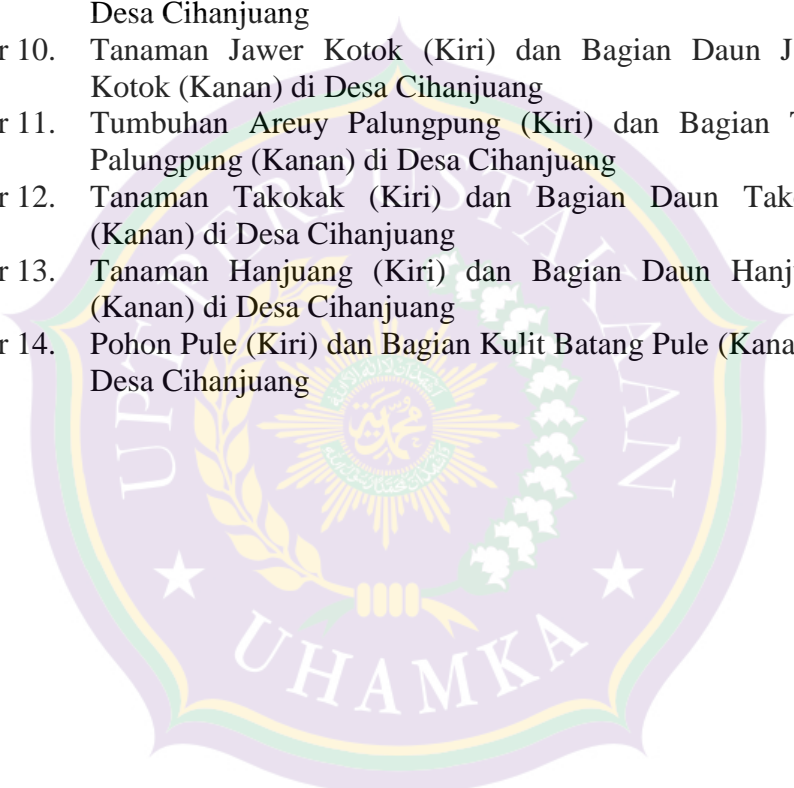 Desa Cihanjuang
r 10. Tanaman Jawer Kotok (Kiri) dan Bagian Daun J
Kotok (Kanan) di Desa Cihanjuang
r 11. Tumbuhan Areuy Palungpung (Kiri) dan Bagian T
Palungpung (Kanan) di Desa Cihanjuang
r 12. Tanaman Takokak (Kiri) dan Bagian Daun Tak
(Kanan) di Desa Cihanjuang
r 13. Tanaman Hanjuang (Kiri) dan Bagian Daun Hanj
(Kanan) di Desa Cihanjuang
r 14. Pohon Pule (Kiri) dan Bagian Kulit Batang Pule (Kana
Desa Cihanjuang
UPT PERPUSTAKAAN
UHAMKA